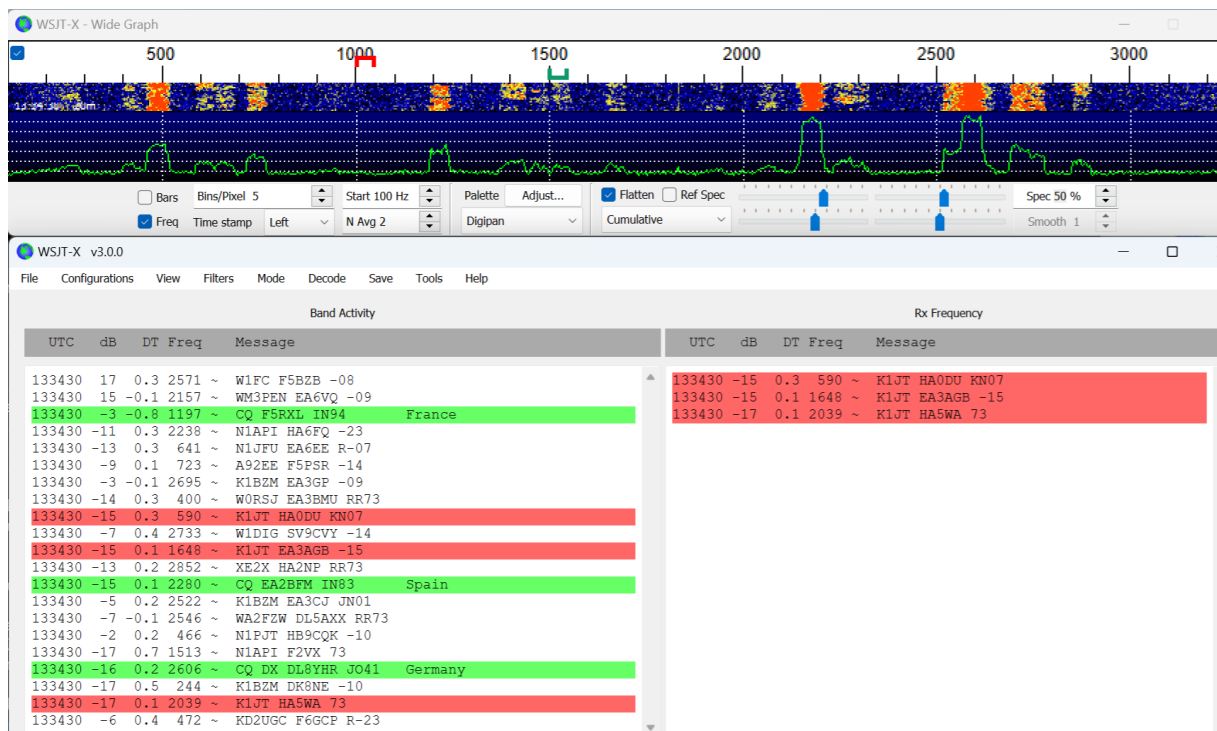 WSJT-X - Wide Graph
500 1000 1500 2000 2500 3000
Bars Bins/Pixel 5 Start 100 Hz Palette Adjust... Flatten Ref Spec Spec 50 %
Freq Time stamp Left N Avg 2 Digipan Cumulative Smooth 1
WSJT-X v3.0.0
File Configurations View Filters Mode Decode Save Tools Help
Band Activity
UTC dB DT Freq Message
133430 17 0.3 2571 ~ W1FC F5BZB -08
133430 15 -0.1 2157 ~ WM3PEN EA6VQ -09
133430 -3 -0.8 1197 ~ CQ F5RXL IN94 France
133430 -11 0.3 2238 ~ N1API HA6FQ -23
133430 -13 0.3 641 ~ N1JFU EA6EE R-07
133430 -9 0.1 723 ~ A92EE F5PSR -14
133430 -3 -0.1 2695 ~ K1BZM EA3GP -09
133430 -14 0.3 400 ~ W0RSJ EA3BMU RR73
133430 -15 0.3 590 ~ K1JT HA0DU KN07
133430 -7 0.4 2733 ~ W1DIG SV9CVY -14
133430 -15 0.1 1648 ~ K1JT EA3AGB -15
133430 -13 0.2 2852 ~ XE2X HA2NP RR73
133430 -15 0.1 2280 ~ CQ EA2BFM IN83 Spain
133430 -5 0.2 2522 ~ K1BZM EA3CJ JN01
133430 -7 -0.1 2546 ~ WA2FZW DL5AXX RR73
133430 -2 0.2 466 ~ N1PJT HB9CQK -10
133430 -17 0.7 1513 ~ N1API F2VX 73
133430 -16 0.2 2606 ~ CQ DX DL8YHR JO41 Germany
133430 -17 0.5 244 ~ K1BZM DK8NE -10
133430 -17 0.1 2039 ~ K1JT HA5WA 73
133430 -6 0.4 472 ~ KD2UGC F6GCP R-23
Rx Frequency
UTC dB DT Freq Message
133430 -15 0.3 590 ~ K1JT HA0DU KN07
133430 -15 0.1 1648 ~ K1JT EA3AGB -15
133430 -17 0.1 2039 ~ K1JT HA5WA 73